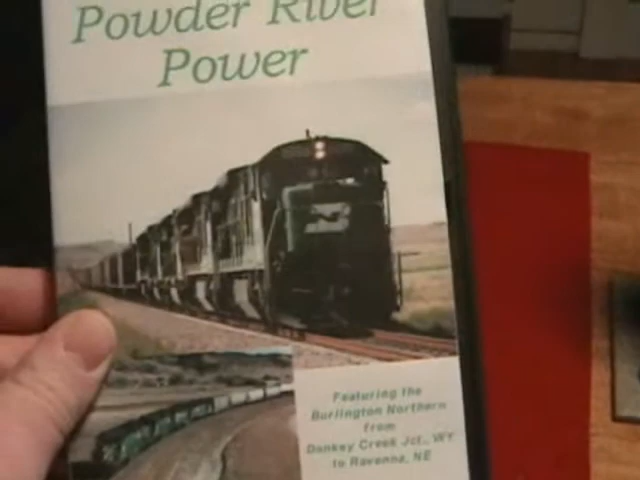 Powder River
Power
Featuring the
Burlington Northern
from
Donkey Creek Jct., WY
to Ravenna, NE